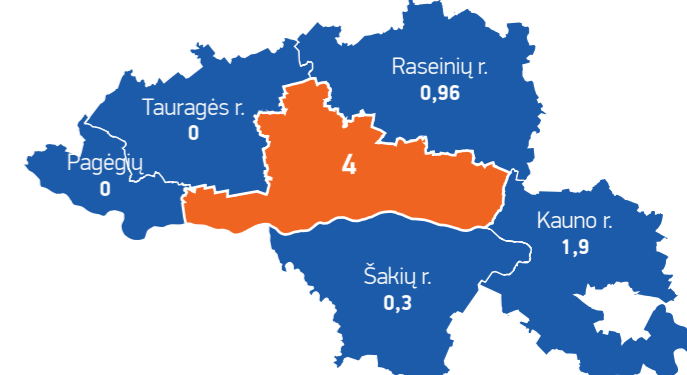 Raseinių r.
0,96
Tauragės r.
0
Pagėgių
0
4
Kauno r.
1,9
Šakių r.
0,3